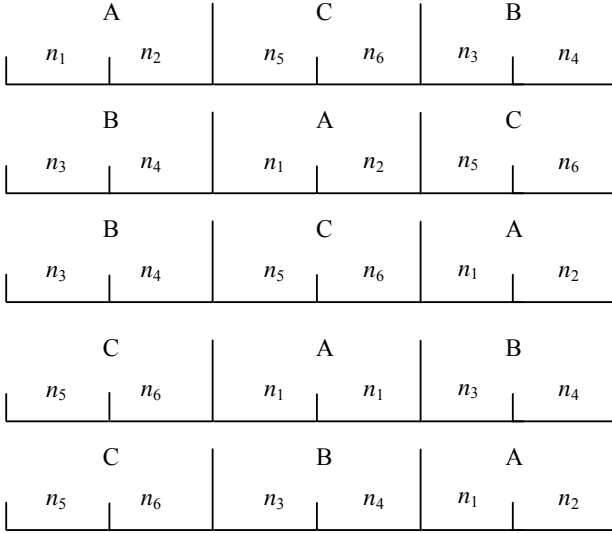 A C B
n1 n2 n5 n6 n3 n4
B A C
n3 n4 n1 n2 n5 n6
B C A
n3 n4 n5 n6 n1 n2
C A B
n5 n6 n1 n1 n3 n4
C B A
n5 n6 n3 n4 n1 n2